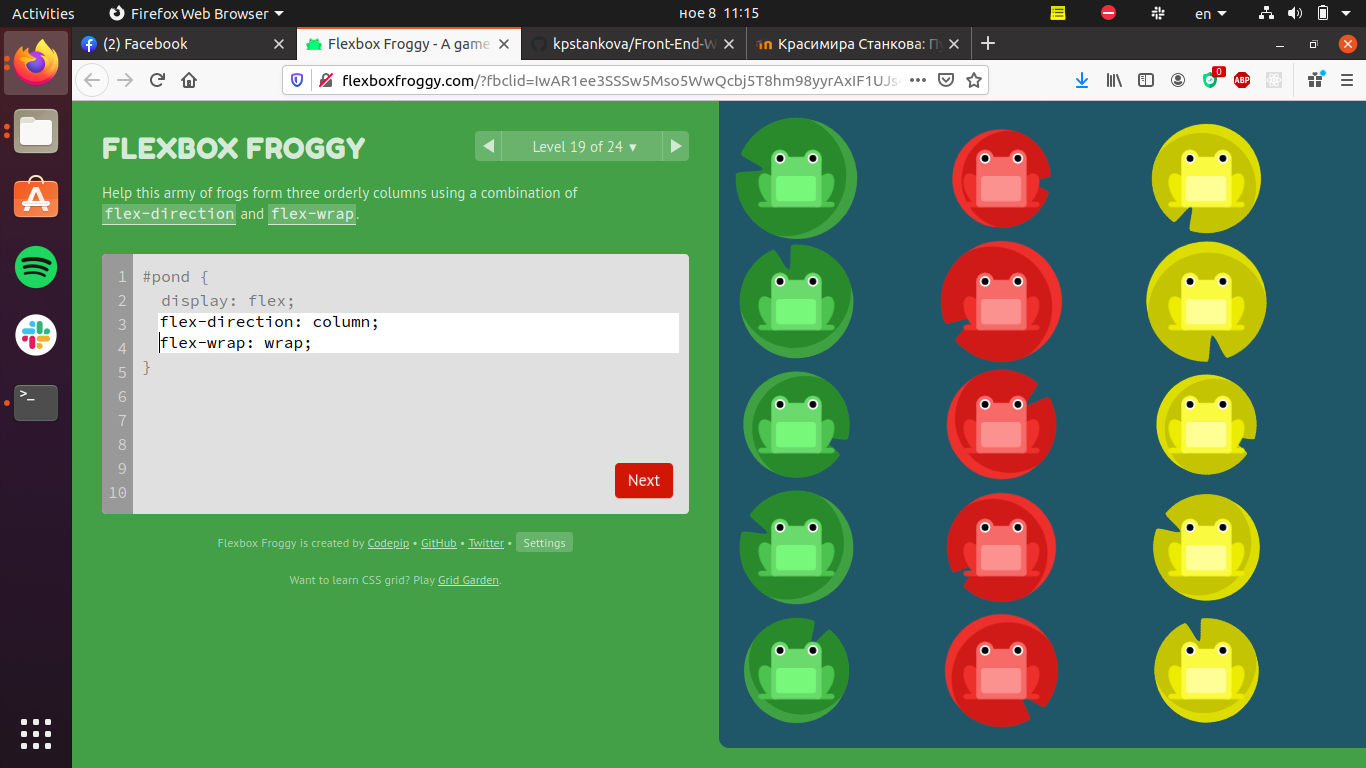 Activities
Firefox Web Browser
ное 8 11:15
en
(2) Facebook
Flexbox Froggy - A game
kpstankova/Front-End-W
Красимира Станкова: П
flexboxfroggy.com/?fbclid=IwAR1ee3SSSw5Mso5WwQcbj5T8hm98yyrAxIF1UJs
0
ABP
FLEXBOX FROGGY
Level 19 of 24
Help this army of frogs form three orderly columns using a combination of
flex-direction and flex-wrap.
1 #pond {
2 display: flex;
3 flex-direction: column;
4 flex-wrap: wrap;
5 }
6
7
8
9
10
Next
Flexbox Froggy is created by Codepip • GitHub • Twitter • Settings
Want to learn CSS grid? Play Grid Garden.